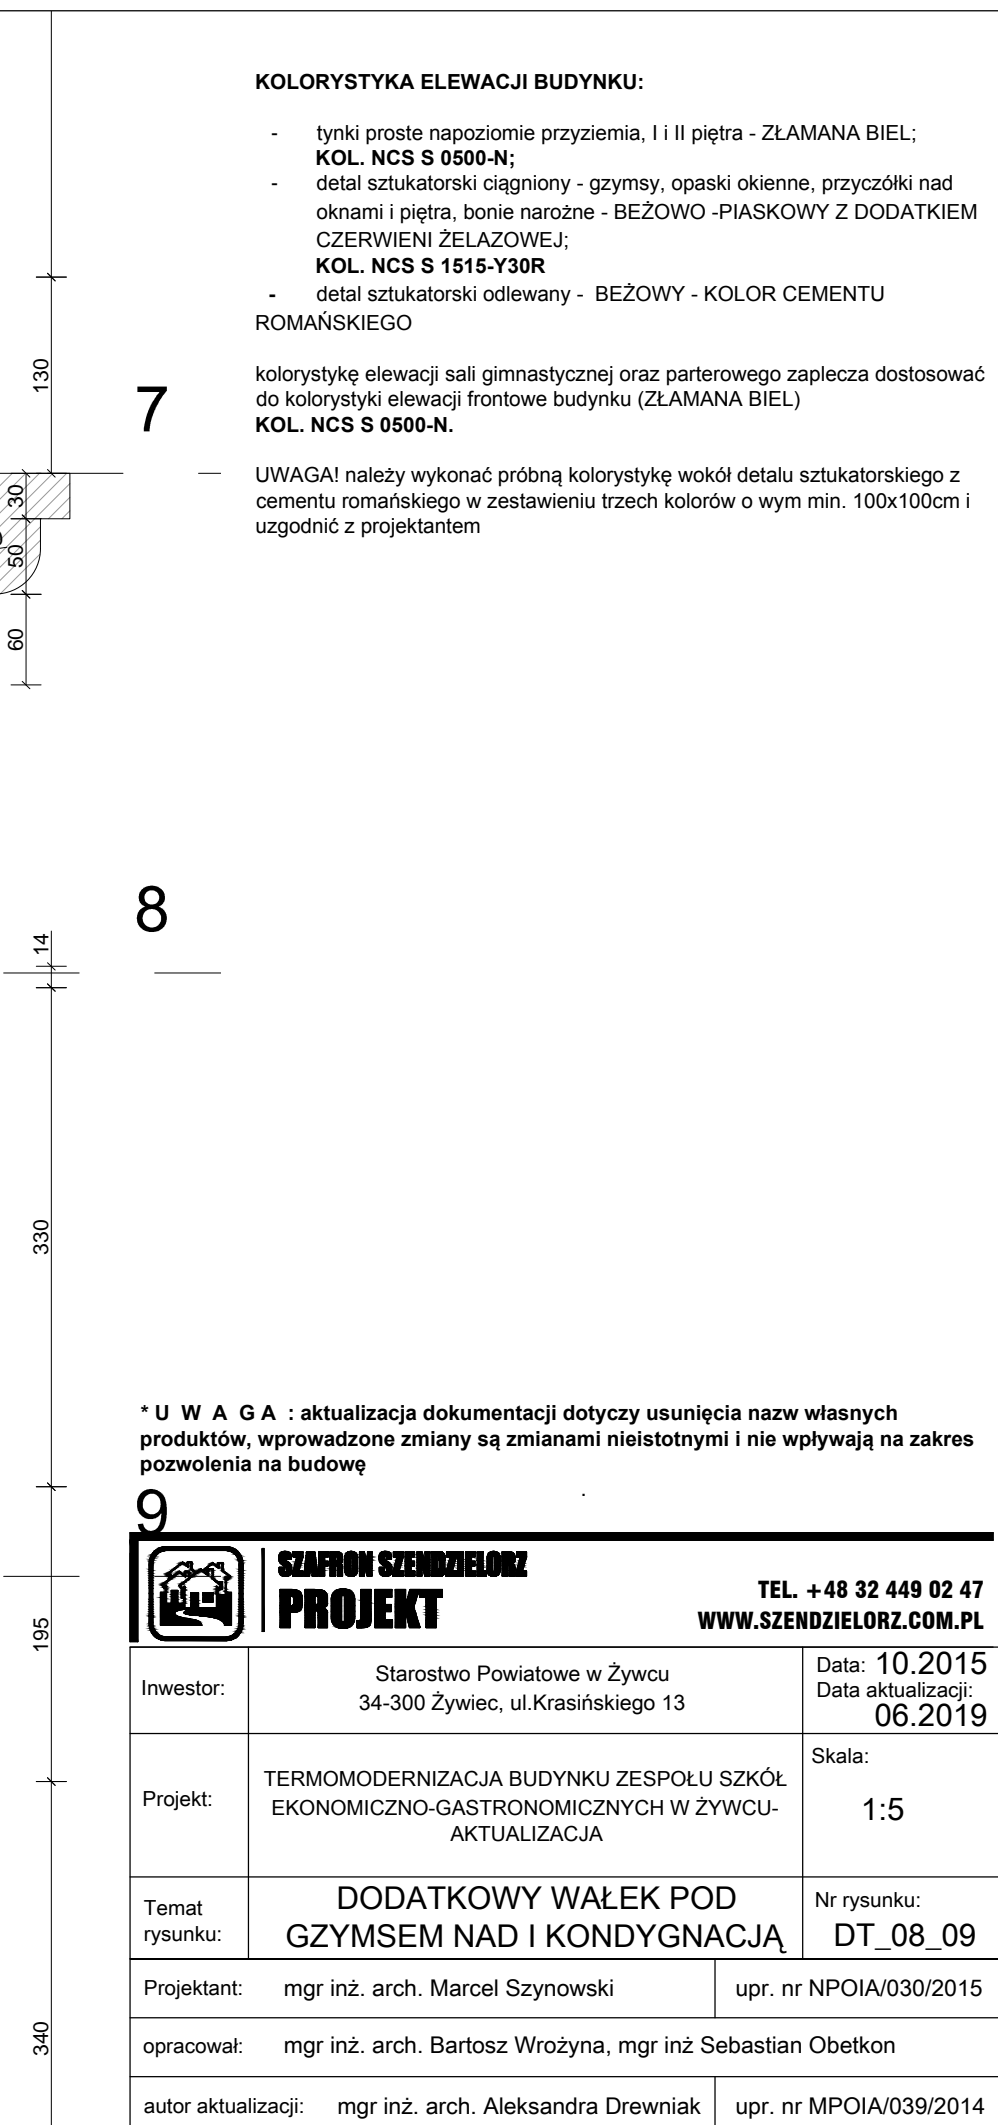 KOLORYSTYKA ELEWACJI BUDYNKU:
- tynki proste napoziomie przyziemia, I i II piętra - ZŁAMANA BIEL;
KOL. NCS S 0500-N;
- detal sztukatorski ciągniony - gzymsy, opaski okienne, przyczółki nad
oknami i piętra, bonie narożne - BEŻOWO -PIASKOWY Z DODATKIEM
CZERWIENI ŻELAZOWEJ;
KOL. NCS S 1515-Y30R
- detal sztukatorski odlewany - BEŻOWY - KOLOR CEMENTU
ROMAŃSKIEGO
130
7
kolorystykę elewacji sali gimnastycznej oraz parterowego zaplecza dostosować
do kolorystyki elewacji frontowe budynku (ZŁAMANA BIEL)
KOL. NCS S 0500-N.
UWAGA! należy wykonać próbną kolorystykę wokół detalu sztukatorskiego z
cementu romańskiego w zestawieniu trzech kolorów o wym min. 100x100cm i
uzgodnić z projektantem
30
50
60
8
14
330
* U W A G A : aktualizacja dokumentacji dotyczy usunięcia nazw własnych
produktów, wprowadzone zmiany są zmianami nieistotnymi i nie wpływają na zakres
pozwolenia na budowę
.
9
SZAFRON SZENDZIELORZ
PROJEKT
TEL. +48 32 449 02 47
WWW.SZENDZIELORZ.COM.PL
195
Inwestor:
Starostwo Powiatowe w Żywcu
34-300 Żywiec, ul.Krasińskiego 13
Data: 10.2015
Data aktualizacji:
06.2019
Projekt:
TERMOMODERNIZACJA BUDYNKU ZESPOŁU SZKÓŁ
EKONOMICZNO-GASTRONOMICZNYCH W ŻYWCU-
AKTUALIZACJA
Skala:
1:5
Temat
rysunku:
DODATKOWY WAŁEK POD
GZYMSEM NAD I KONDYGNACJĄ
Nr rysunku:
DT_08_09
Projektant: mgr inż. arch. Marcel Szynowski upr. nr NPOIA/030/2015
340
opracował: mgr inż. arch. Bartosz Wrożyna, mgr inż Sebastian Obetkon
autor aktualizacji: mgr inż. arch. Aleksandra Drewniak upr. nr MPOIA/039/2014